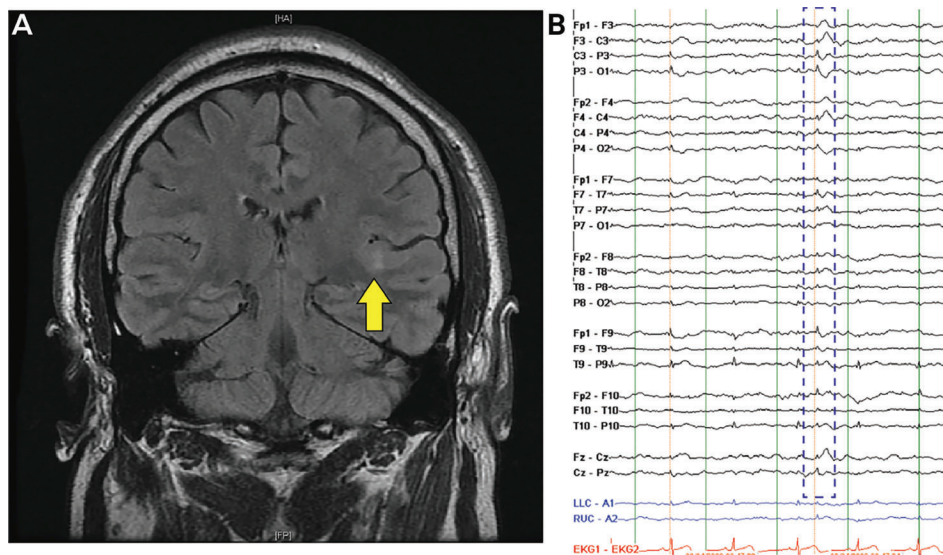 A
[HA]
[FP]
B
Fp1 - F3
F3 - C3
C3 - P3
P3 - O1
Fp2 - F4
F4 - C4
C4 - P4
P4 - O2
Fp1 - F7
F7 - T7
T7 - P7
P7 - O1
Fp2 - F8
F8 - T8
T8 - P8
P8 - O2
Fp1 - F9
F9 - T9
T9 - P9
Fp2 - F10
F10 - T10
T10 - P10
Fz - Cz
Cz - Pz
LLC - A1
RUC - A2
EKG1 - EKG2